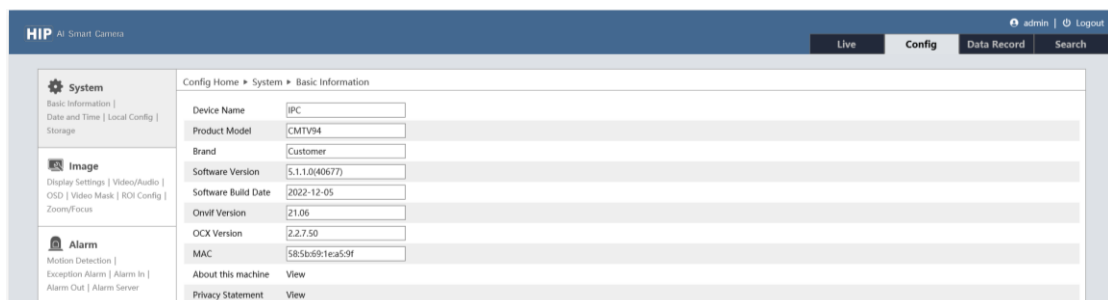 HIP AI Smart Camera
admin | Logout
Live Config Data Record Search
System
Basic Information |
Date and Time | Local Config |
Storage
Image
Display Settings | Video/Audio |
OSD | Video Mask | ROI Config |
Zoom/Focus
Alarm
Motion Detection |
Exception Alarm | Alarm In |
Alarm Out | Alarm Server
Config Home ▸ System ▸ Basic Information
Device Name IPC
Product Model CMTV94
Brand Customer
Software Version 5.1.1.0(40677)
Software Build Date 2022-12-05
Onvif Version 21.06
OCX Version 2.2.7.50
MAC 58:5b:69:1e:a5:9f
About this machine View
Privacy Statement View